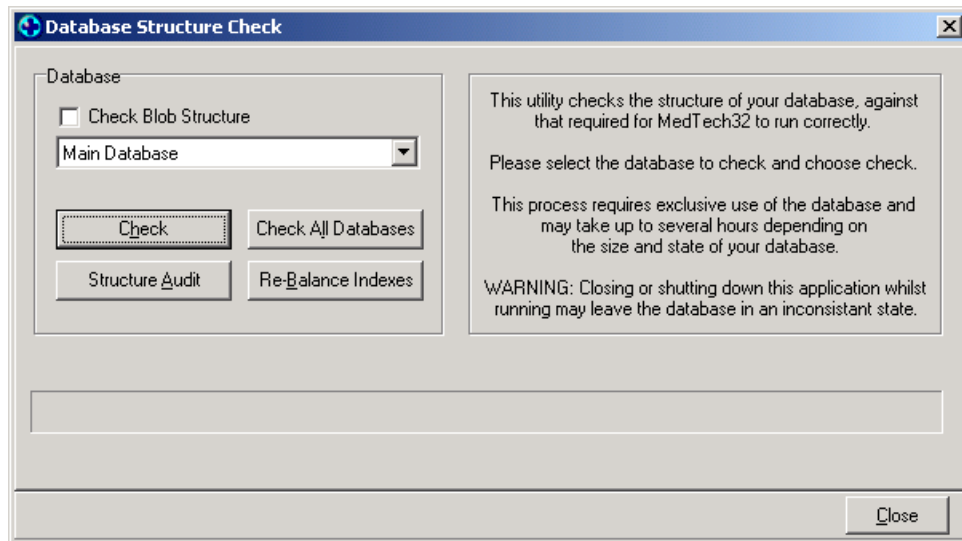 Database Structure Check
Database
Check Blob Structure
Main Database
Check
Check All Databases
Structure Audit
Re-Balance Indexes
This utility checks the structure of your database, against
that required for MedTech32 to run correctly.
Please select the database to check and choose check.
This process requires exclusive use of the database and
may take up to several hours depending on
the size and state of your database.
WARNING: Closing or shutting down this application whilst
running may leave the database in an inconsistant state.
Close